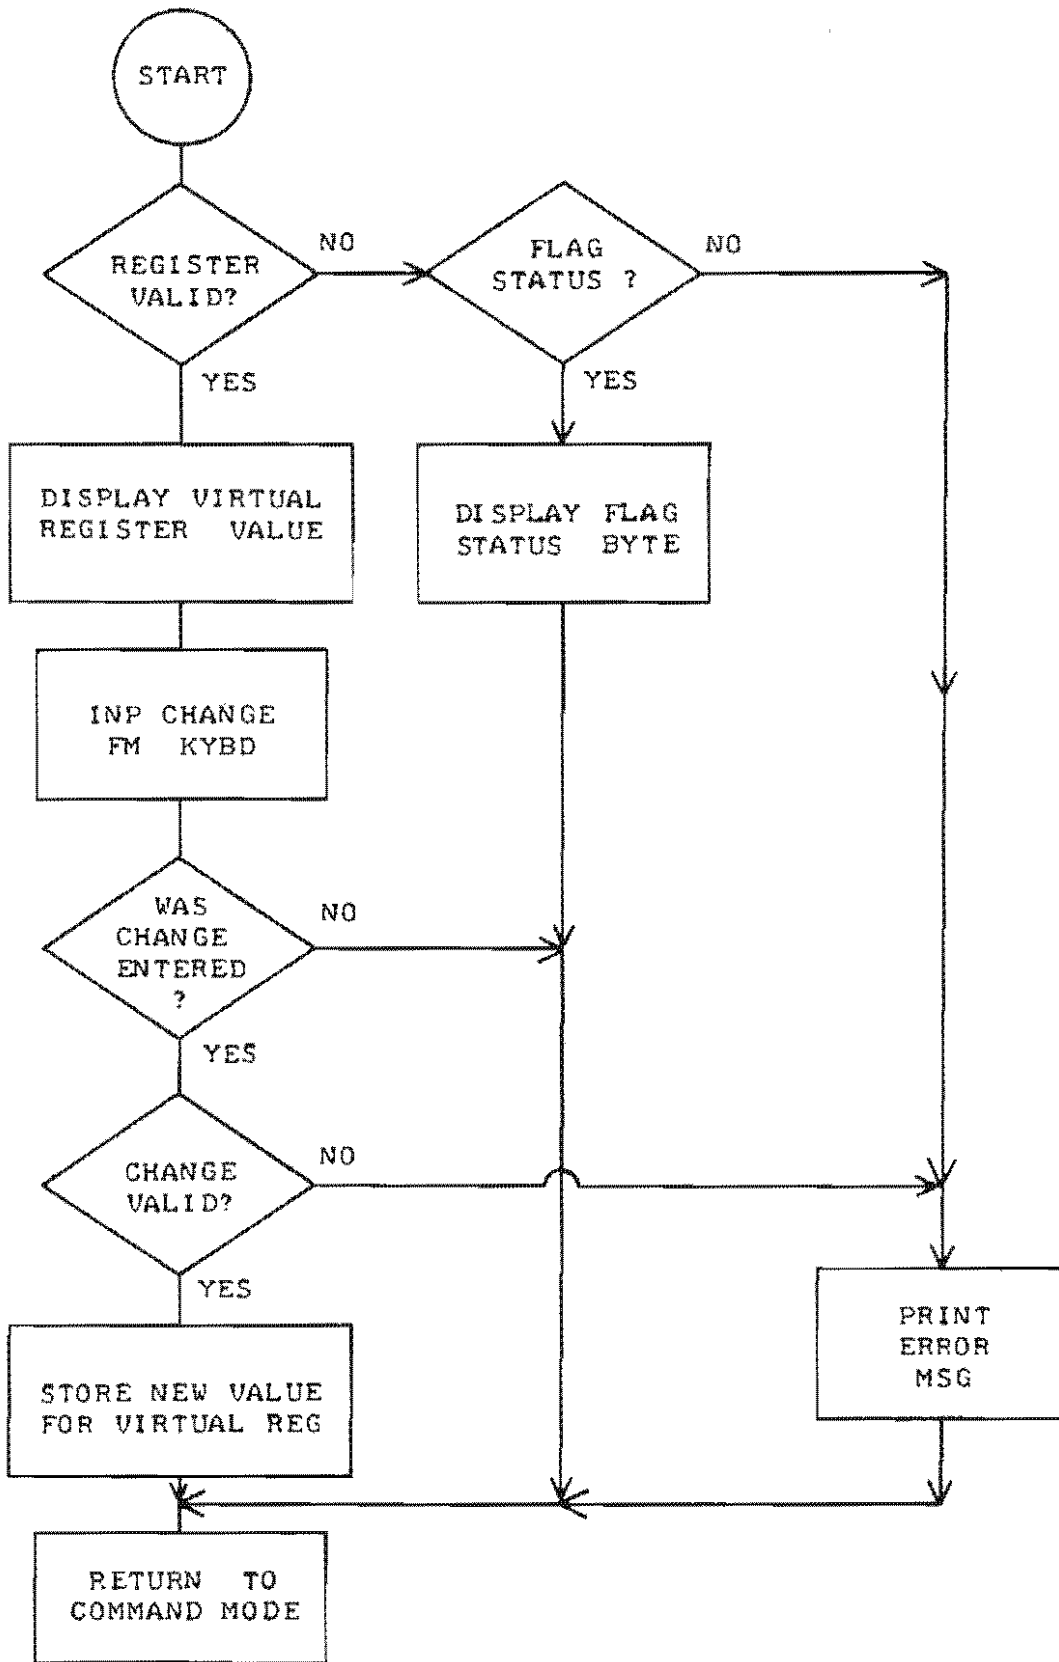 START
REGISTER
VALID?
NO
FLAG
STATUS ?
NO
YES
YES
DISPLAY VIRTUAL
REGISTER VALUE
DISPLAY FLAG
STATUS BYTE
INP CHANGE
FM KYBD
WAS
CHANGE
ENTERED
?
NO
YES
CHANGE
VALID?
NO
YES
STORE NEW VALUE
FOR VIRTUAL REG
PRINT
ERROR
MSG
RETURN TO
COMMAND MODE